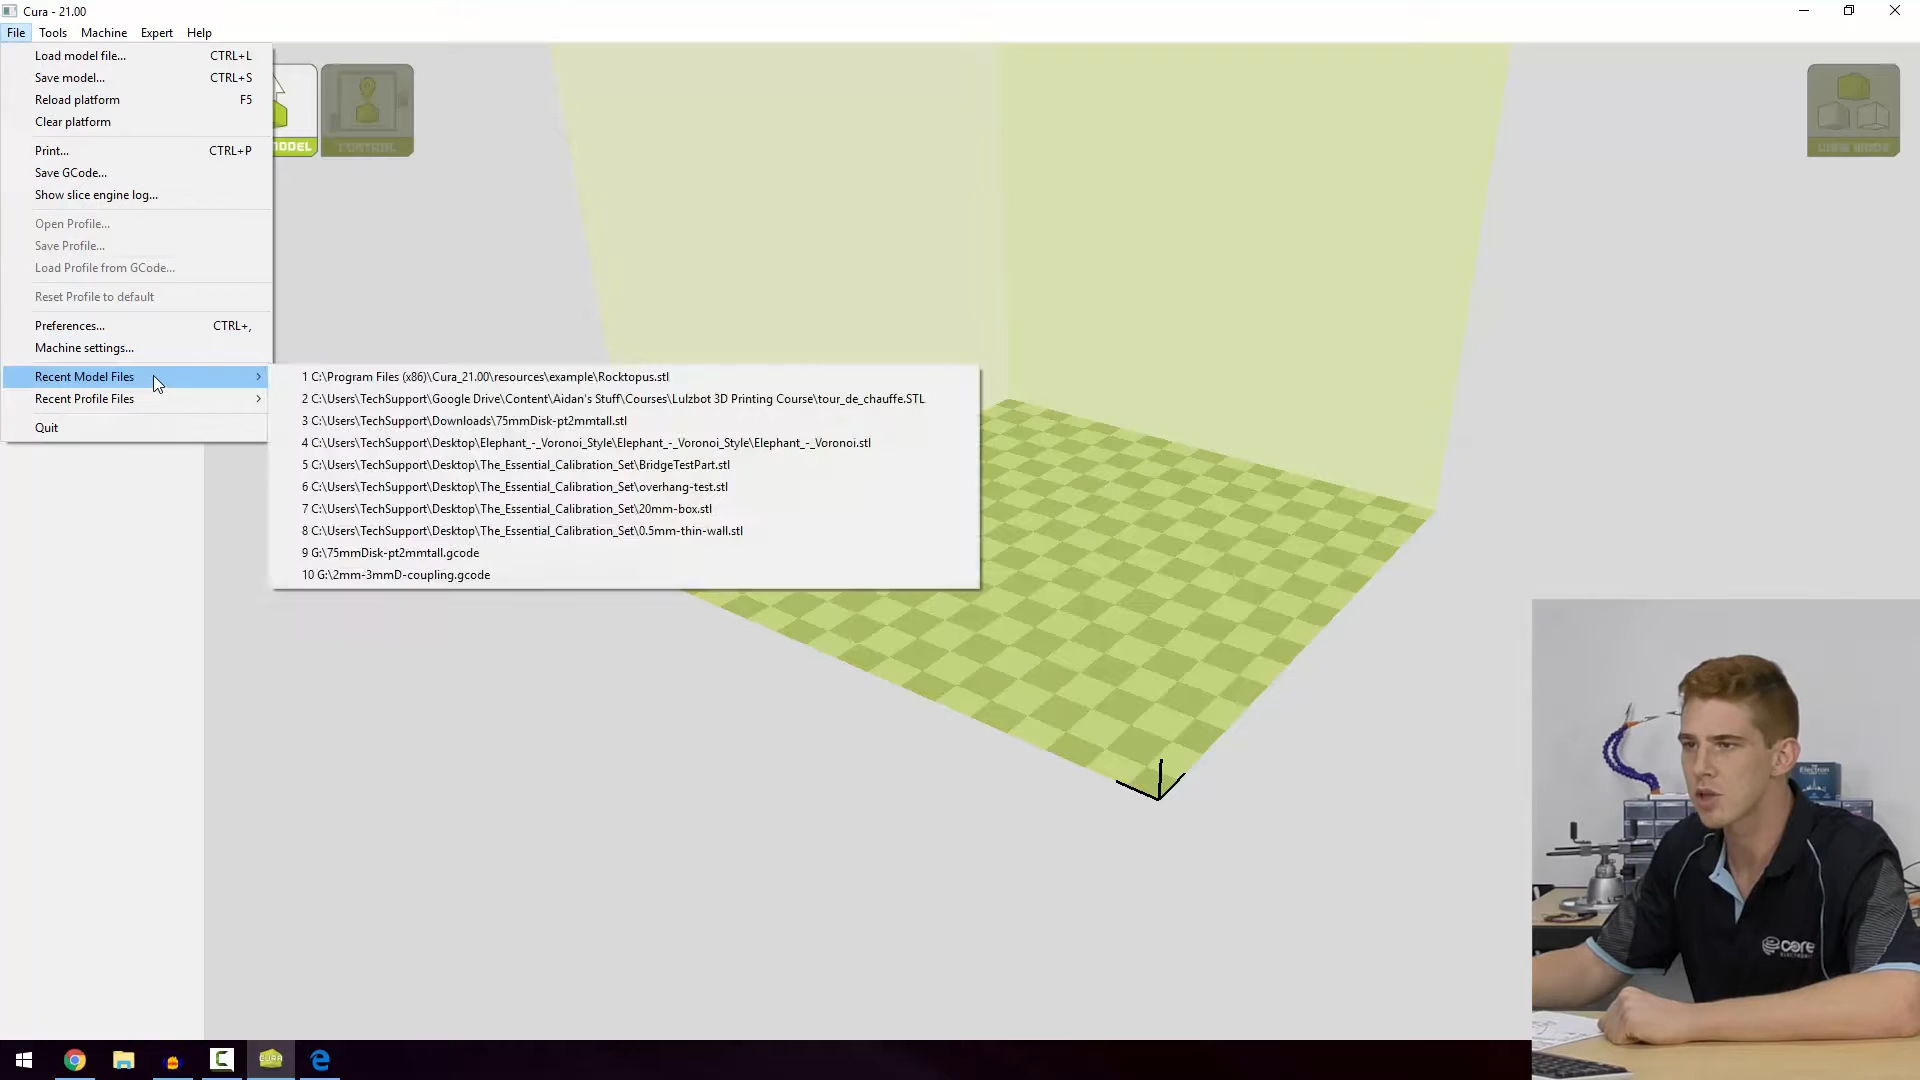 Cura - 21.00
File Tools Machine Expert Help
Load model file... CTRL+L
Save model... CTRL+S
Reload platform F5
Clear platform
Print... CTRL+P
Save GCode...
Show slice engine log...
Open Profile...
Save Profile...
Load Profile from GCode...
Reset Profile to default
Preferences... CTRL+,
Machine settings...
Recent Model Files
Recent Profile Files
Quit
MODEL
CONTROL
VIEW MODE
1 C:\Program Files (x86)\Cura_21.00\resources\example\Rocktopus.stl
2 C:\Users\TechSupport\Google Drive\Content\Aidan's Stuff\Courses\Lulzbot 3D Printing Course\tour_de_chauffe.STL
3 C:\Users\TechSupport\Downloads\75mmDisk-pt2mmtall.stl
4 C:\Users\TechSupport\Desktop\Elephant_-_Voronoi_Style\Elephant_-_Voronoi_Style\Elephant_-_Voronoi.stl
5 C:\Users\TechSupport\Desktop\The_Essential_Calibration_Set\BridgeTestPart.stl
6 C:\Users\TechSupport\Desktop\The_Essential_Calibration_Set\overhang-test.stl
7 C:\Users\TechSupport\Desktop\The_Essential_Calibration_Set\20mm-box.stl
8 C:\Users\TechSupport\Desktop\The_Essential_Calibration_Set\0.5mm-thin-wall.stl
9 G:\75mmDisk-pt2mmtall.gcode
10 G:\2mm-3mmD-coupling.gcode
Electron
core
ELECTRONICS
CURA